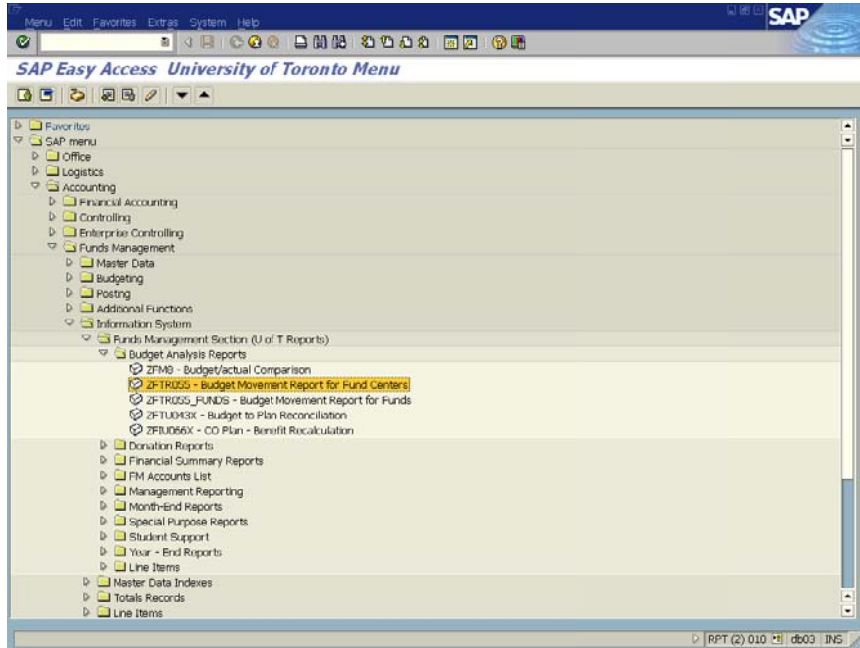 Menu Edit Favorites Extras System Help
SAP
SAP Easy Access University of Toronto Menu
Favorites
SAP menu
Office
Logistics
Accounting
Financial Accounting
Controlling
Enterprise Controlling
Funds Management
Master Data
Budgeting
Posting
Additional Functions
Information System
Funds Management Section (U of T Reports)
Budget Analysis Reports
ZFM8 - Budget/actual Comparison
ZFTR055 - Budget Movement Report for Fund Centers
ZFTR055_FUNDS - Budget Movement Report for Funds
ZFTU043X - Budget to Plan Reconciliation
ZFIU066X - CO Plan - Benefit Recalculation
Donation Reports
Financial Summary Reports
FM Accounts List
Management Reporting
Month-End Reports
Special Purpose Reports
Student Support
Year - End Reports
Line Items
Master Data Indexes
Totals Records
Line Items
RPT (2) 010 db03 INS